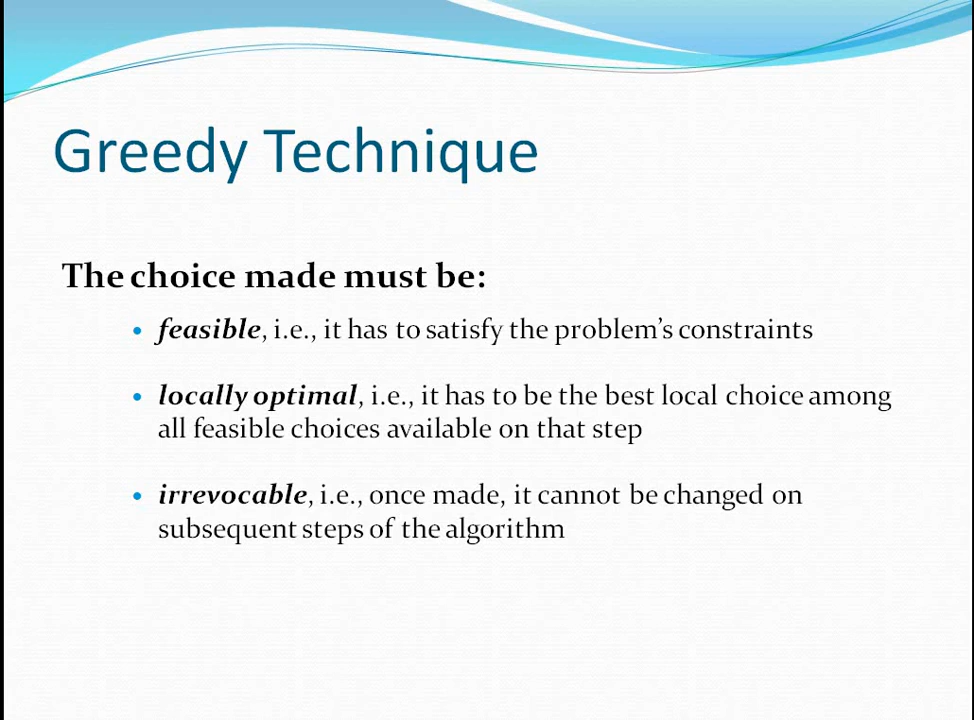 Greedy Technique
The choice made must be:
• feasible, i.e., it has to satisfy the problem’s constraints
• locally optimal, i.e., it has to be the best local choice among
all feasible choices available on that step
• irrevocable, i.e., once made, it cannot be changed on
subsequent steps of the algorithm